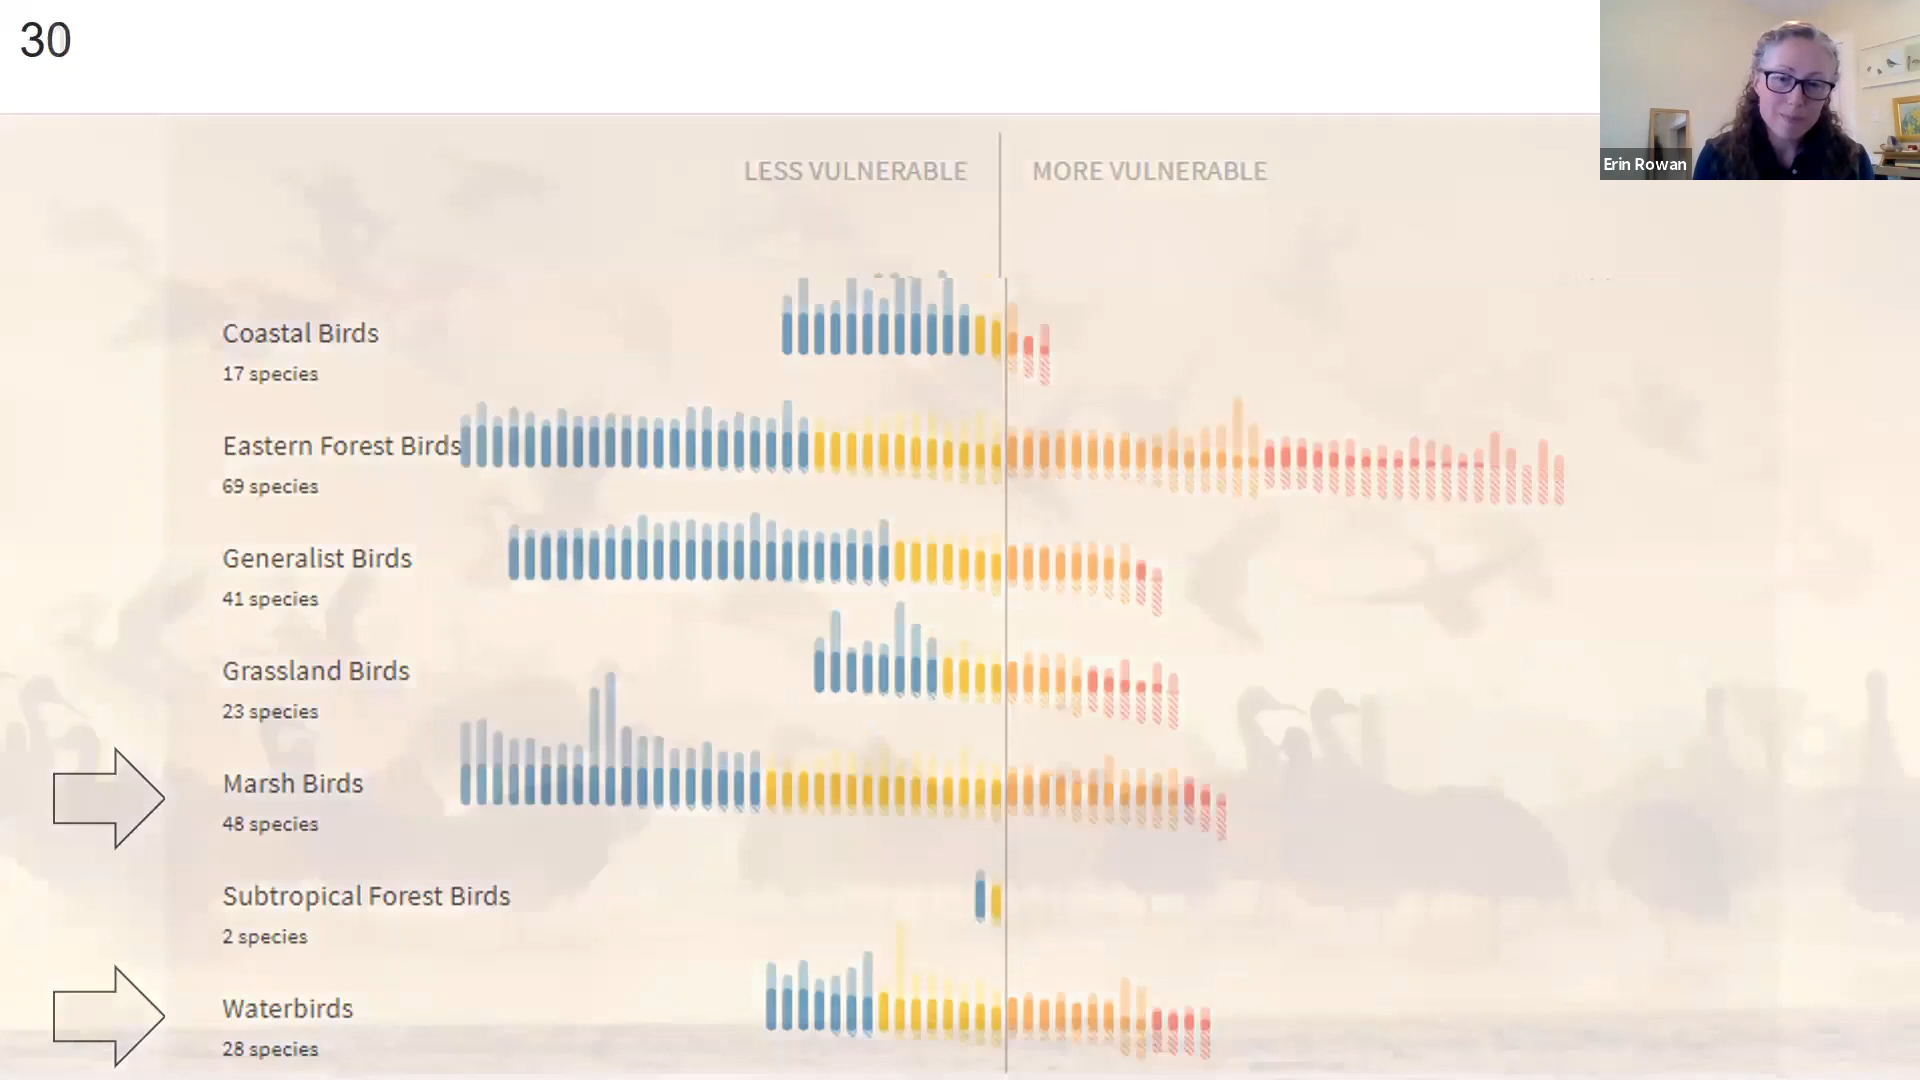 30
Erin Rowan
LESS VULNERABLE
MORE VULNERABLE
Coastal Birds
17 species
Eastern Forest Birds
69 species
Generalist Birds
41 species
Grassland Birds
23 species
Marsh Birds
48 species
Subtropical Forest Birds
2 species
Waterbirds
28 species